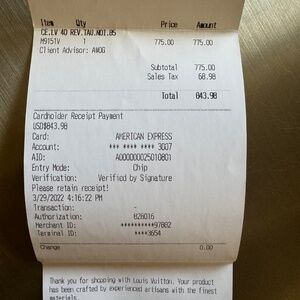 Item Qty Price Amount
CE.LV 40 REV.TAU.NOI.85
M9151V 1 775.00 775.00
Client Advisor: AWOG
Subtotal 775.00
Sales Tax 68.98
Total 843.98
Cardholder Receipt Payment
USD$843.98
Card: AMERICAN EXPRESS
Account: *** **** **** 3007
AID: A000000025010801
Entry Mode: Chip
Verification: Verified by Signature
Please retain receipt!
3/29/2022 4:16:22 PM
Transaction: -
Authorization: 826016
Merchant ID: **********97882
Terminal ID: ****3654
Change 0.00
Thank you for shopping with Louis Vuitton. Your product
has been crafted by experienced artisans with the finest
materials.